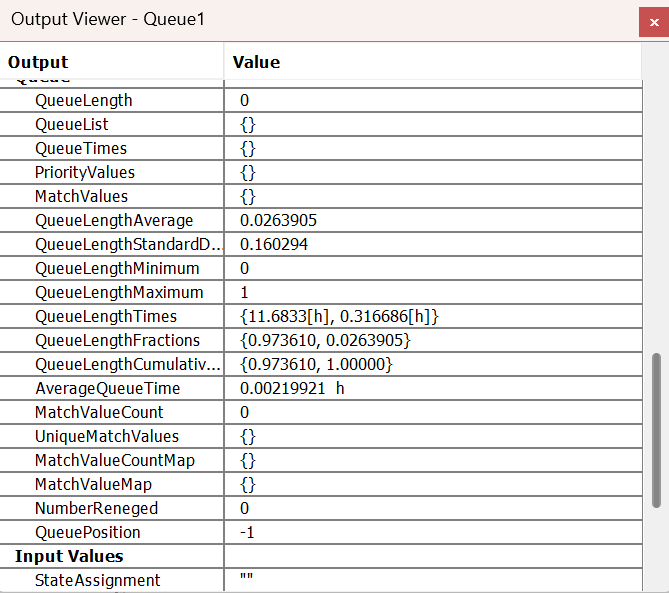 Output Viewer - Queue1
Output Value
Queue
QueueLength 0
QueueList {}
QueueTimes {}
PriorityValues {}
MatchValues {}
QueueLengthAverage 0.0263905
QueueLengthStandardD... 0.160294
QueueLengthMinimum 0
QueueLengthMaximum 1
QueueLengthTimes {11.6833[h], 0.316686[h]}
QueueLengthFractions {0.973610, 0.0263905}
QueueLengthCumulativ... {0.973610, 1.00000}
AverageQueueTime 0.00219921 h
MatchValueCount 0
UniqueMatchValues {}
MatchValueCountMap {}
MatchValueMap {}
NumberReneged 0
QueuePosition -1
Input Values
StateAssignment ""